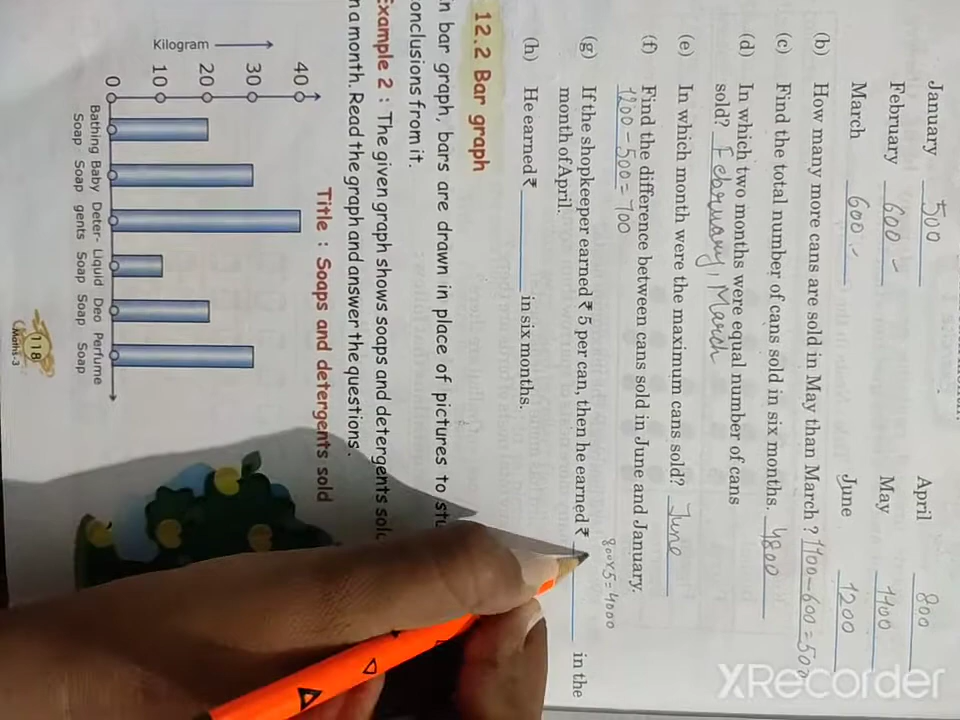 January 500 April 800
February 600 - May 1100
March 600 - June 1200
(b) How many more cans are sold in May than March ? 1100-600=500
(c) Find the total number of cans sold in six months. 4800
(d) In which two months were equal number of cans
sold? February, March
(e) In which month were the maximum cans sold? June
(f) Find the difference between cans sold in June and January.
1200-500=700
800×5=4000
(g) If the shopkeeper earned ₹ 5 per can, then he earned ₹ in the
month of April.
(h) He earned ₹ in six months.
12.2 Bar graph
in bar graph, bars are drawn in place of pictures to stu
onclusions from it.
Example 2 : The given graph shows soaps and detergents sol
n a month. Read the graph and answer the questions.
Title : Soaps and detergents sold
Kilogram
40
30
20
10
0
Bathing Baby Deter- Liquid Deo Perfume
Soap Soap gents Soap Soap Soap
118
Maths-3
XRecorder